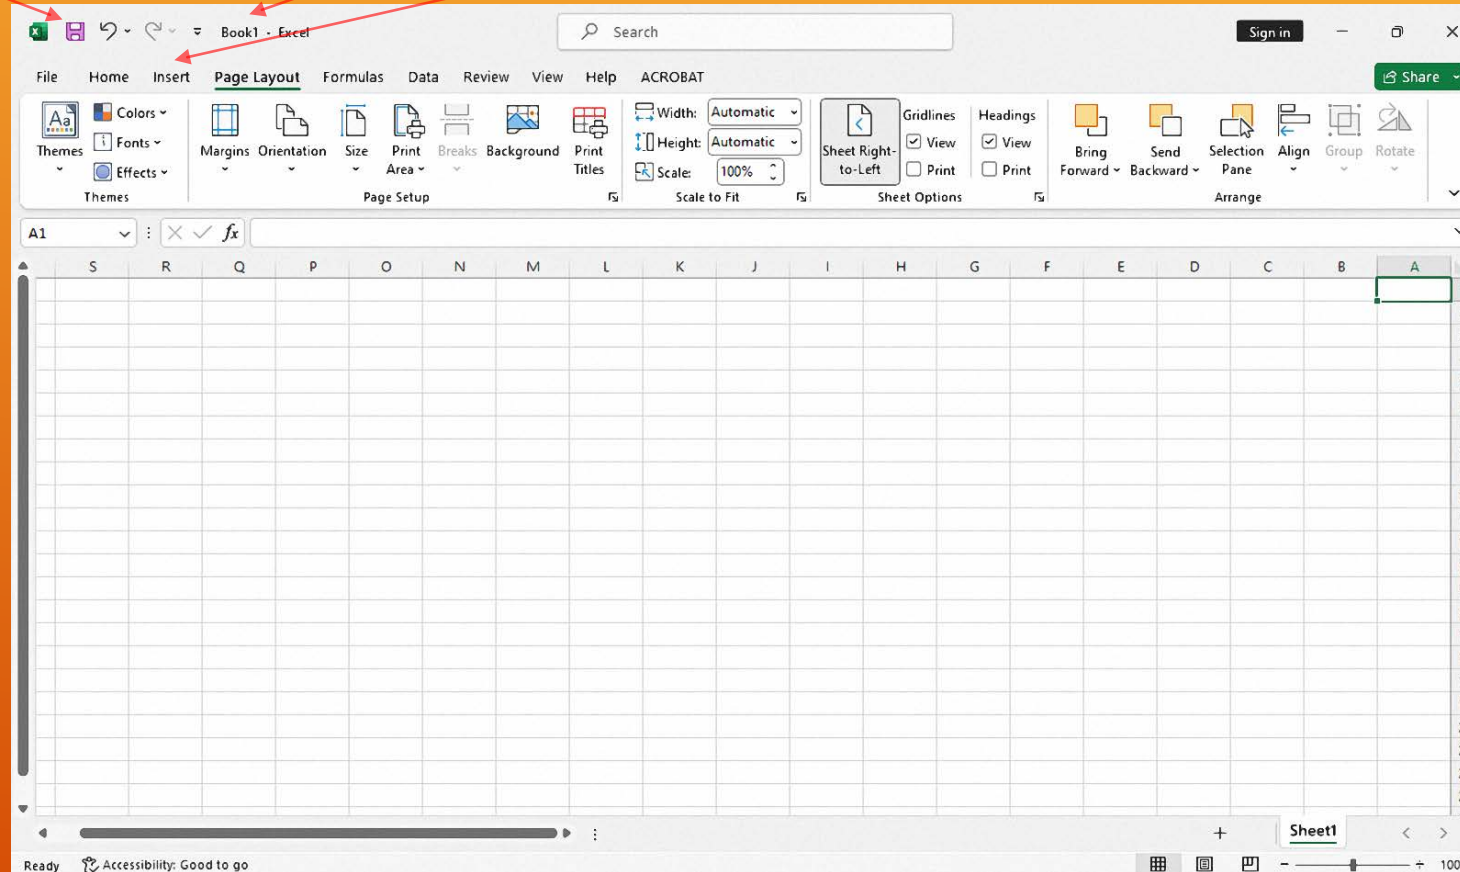 Book1 - Excel
Search
Sign in
File Home Insert Page Layout Formulas Data Review View Help ACROBAT
Share
Aa Themes
Colors
Fonts
Effects
Margins Orientation Size Print Area Breaks Background Print Titles
Width: Automatic
Height: Automatic
Scale: 100%
Sheet Right-to-Left
Gridlines
View
Print
Headings
View
Print
Bring Forward Send Backward Selection Pane Align Group Rotate
Themes Page Setup Scale to Fit Sheet Options Arrange
A1 fx
S R Q P O N M L K J I H G F E D C B A
Sheet1
Ready Accessibility: Good to go
100